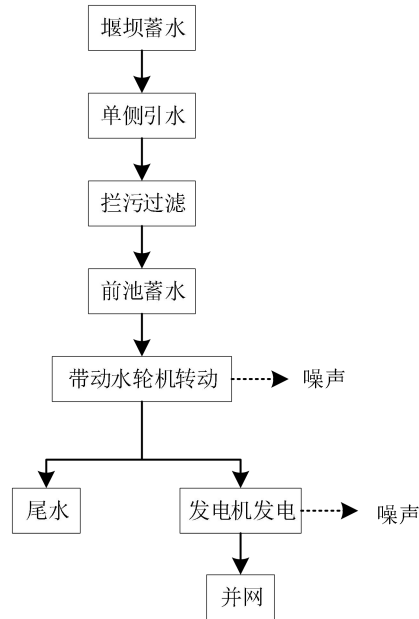 堰坝蓄水
单侧引水
拦污过滤
前池蓄水
带动水轮机转动
噪声
尾水
发电机发电
噪声
并网